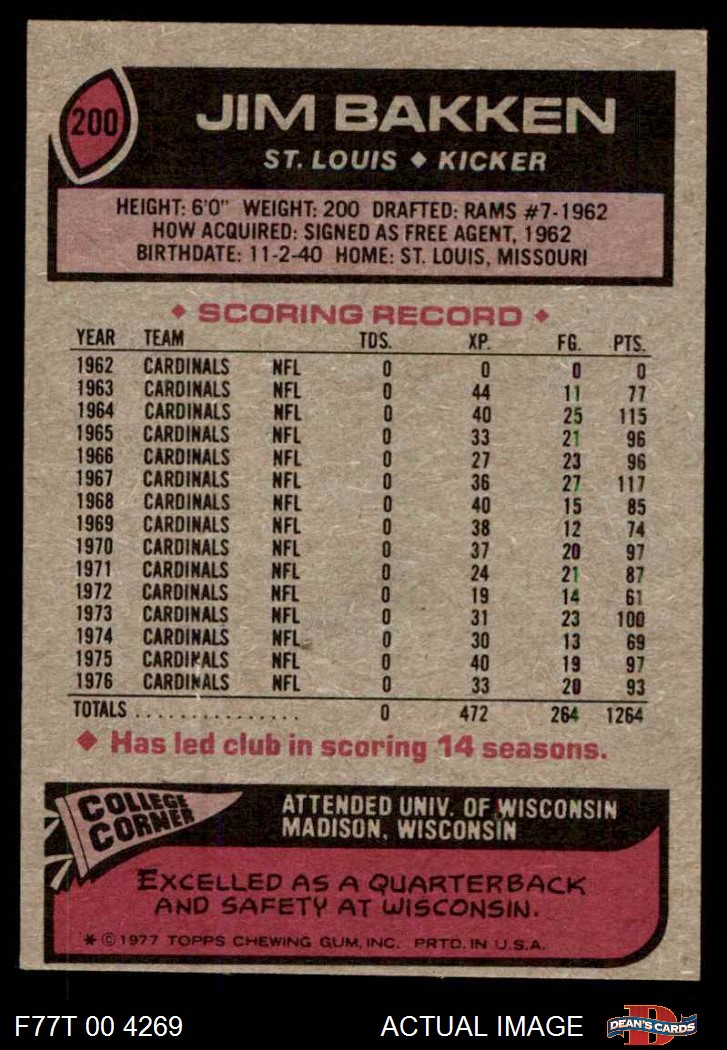 200
JIM BAKKEN
ST. LOUIS ♦ KICKER
HEIGHT: 6'0" WEIGHT: 200 DRAFTED: RAMS #7-1962
HOW ACQUIRED: SIGNED AS FREE AGENT, 1962
BIRTHDATE: 11-2-40 HOME: ST. LOUIS, MISSOURI
♦ SCORING RECORD ♦
YEAR TEAM TDS. XP. FG. PTS.
1962 CARDINALS NFL 0 0 0 0
1963 CARDINALS NFL 0 44 11 77
1964 CARDINALS NFL 0 40 25 115
1965 CARDINALS NFL 0 33 21 96
1966 CARDINALS NFL 0 27 23 96
1967 CARDINALS NFL 0 36 27 117
1968 CARDINALS NFL 0 40 15 85
1969 CARDINALS NFL 0 38 12 74
1970 CARDINALS NFL 0 37 20 97
1971 CARDINALS NFL 0 24 21 87
1972 CARDINALS NFL 0 19 14 61
1973 CARDINALS NFL 0 31 23 100
1974 CARDINALS NFL 0 30 13 69
1975 CARDINALS NFL 0 40 19 97
1976 CARDINALS NFL 0 33 20 93
TOTALS ................ 0 472 264 1264
♦ Has led club in scoring 14 seasons.
COLLEGE CORNER
ATTENDED UNIV. OF WISCONSIN
MADISON, WISCONSIN
EXCELLED AS A QUARTERBACK
AND SAFETY AT WISCONSIN.
* © 1977 TOPPS CHEWING GUM, INC. PRTD. IN U.S.A.
F77T 00 4269 ACTUAL IMAGE DEAN'S CARDS